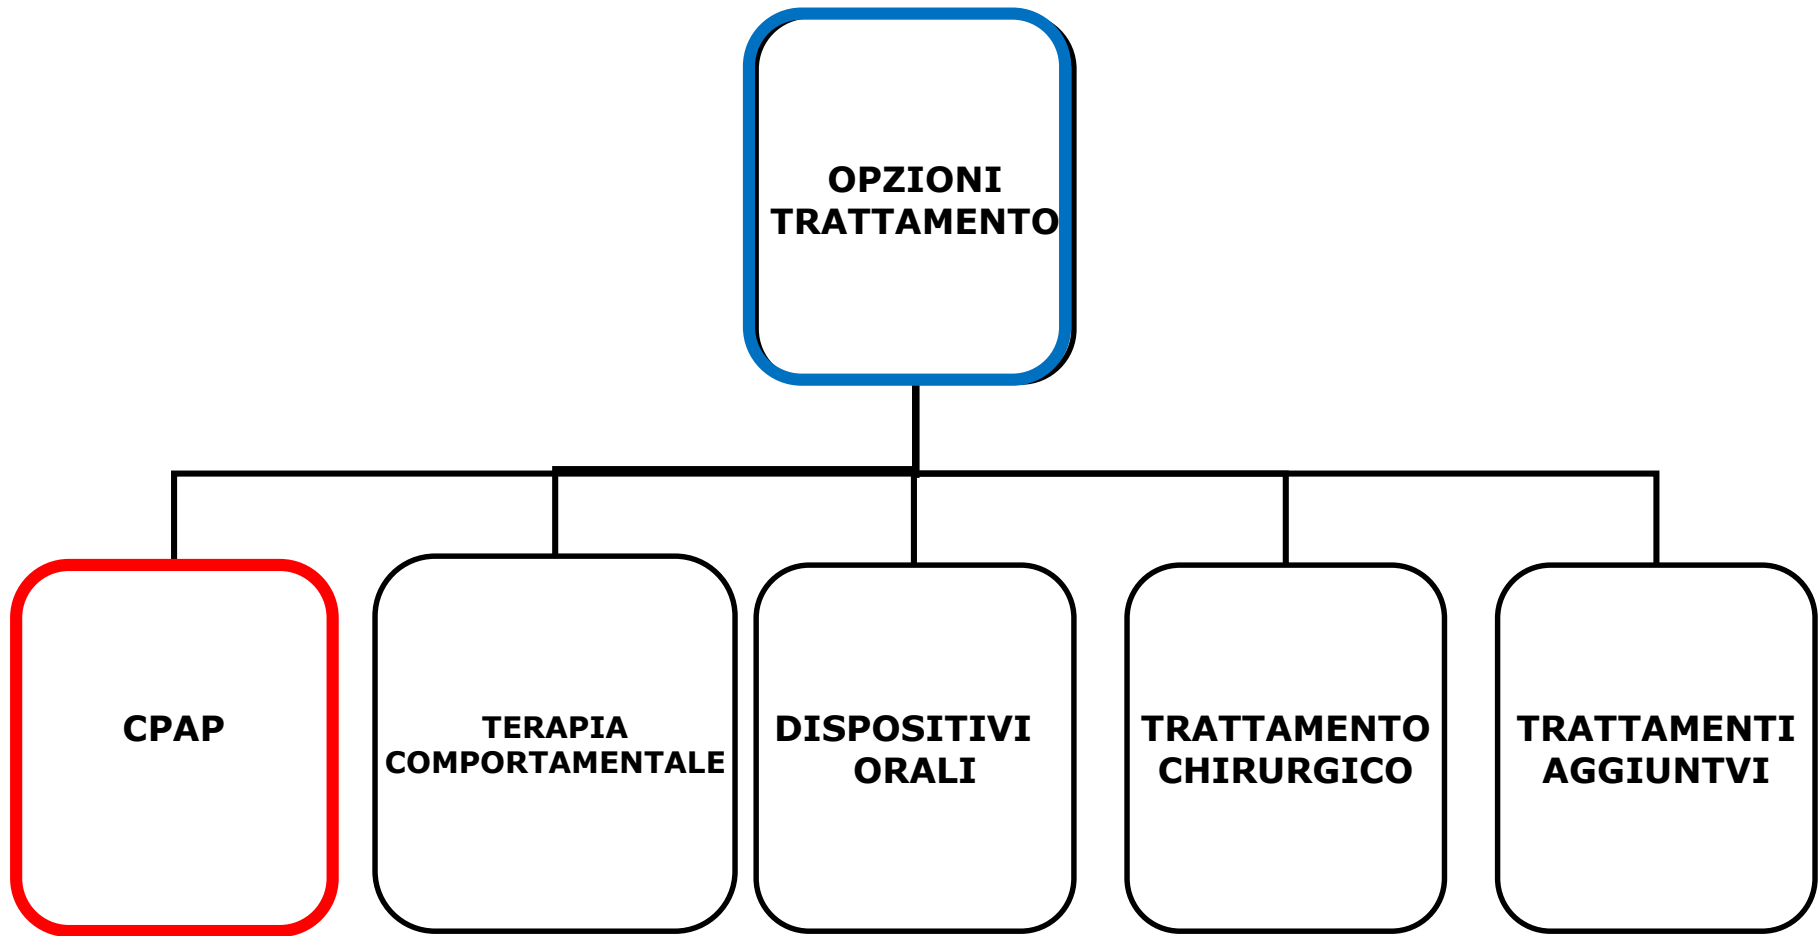 OPZIONI
TRATTAMENTO
CPAP
TERAPIA
COMPORTAMENTALE
DISPOSITIVI
ORALI
TRATTAMENTO
CHIRURGICO
TRATTAMENTI
AGGIUNTVI